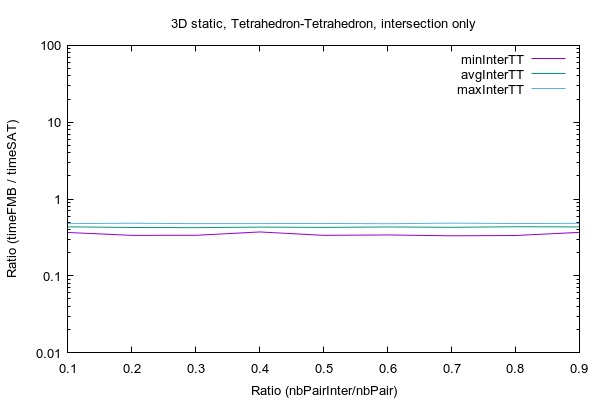 3D static, Tetrahedron-Tetrahedron, intersection only
minInterTT
avgInterTT
maxInterTT
100
10
1
0.1
0.01
Ratio (timeFMB / timeSAT)
0.1 0.2 0.3 0.4 0.5 0.6 0.7 0.8 0.9
Ratio (nbPairInter/nbPair)